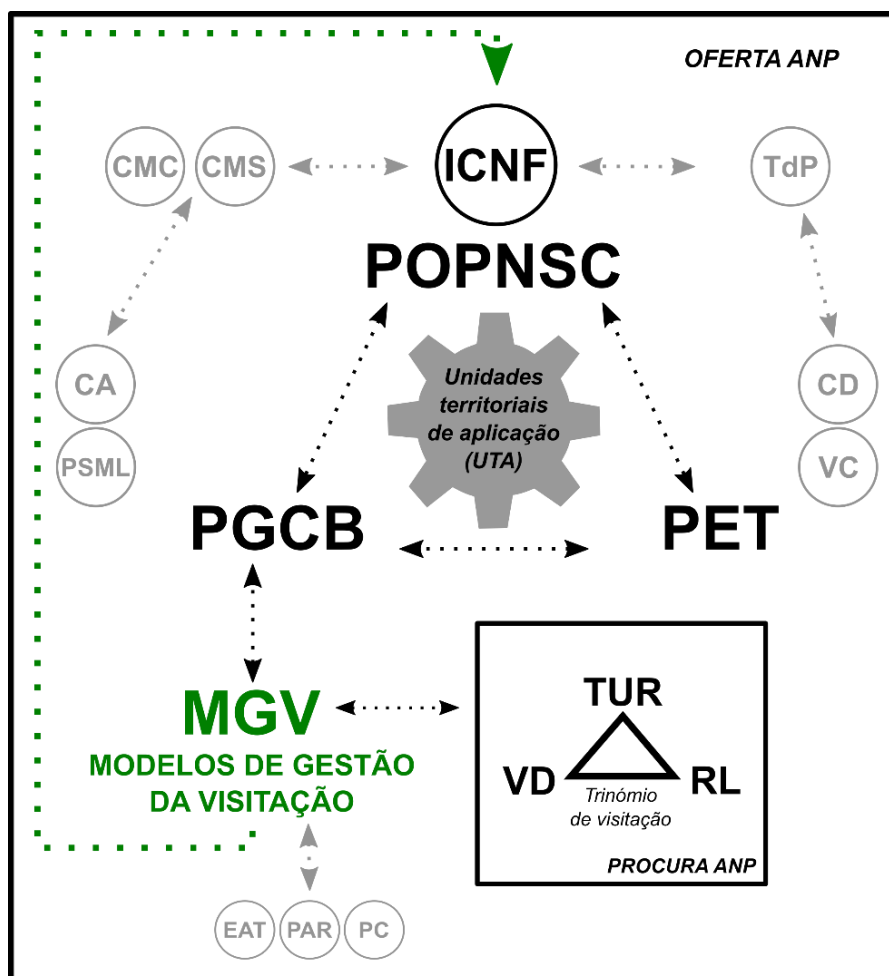 OFERTA ANP
CMC
CMS
ICNF
TdP
POPNSC
CA
PSML
Unidades
territoriais
de aplicação
(UTA)
CD
VC
PGCB
PET
MGV
MODELOS DE GESTÃO
DA VISITAÇÃO
TUR
VD
RL
Trinómio
de visitação
PROCURA ANP
EAT
PAR
PC